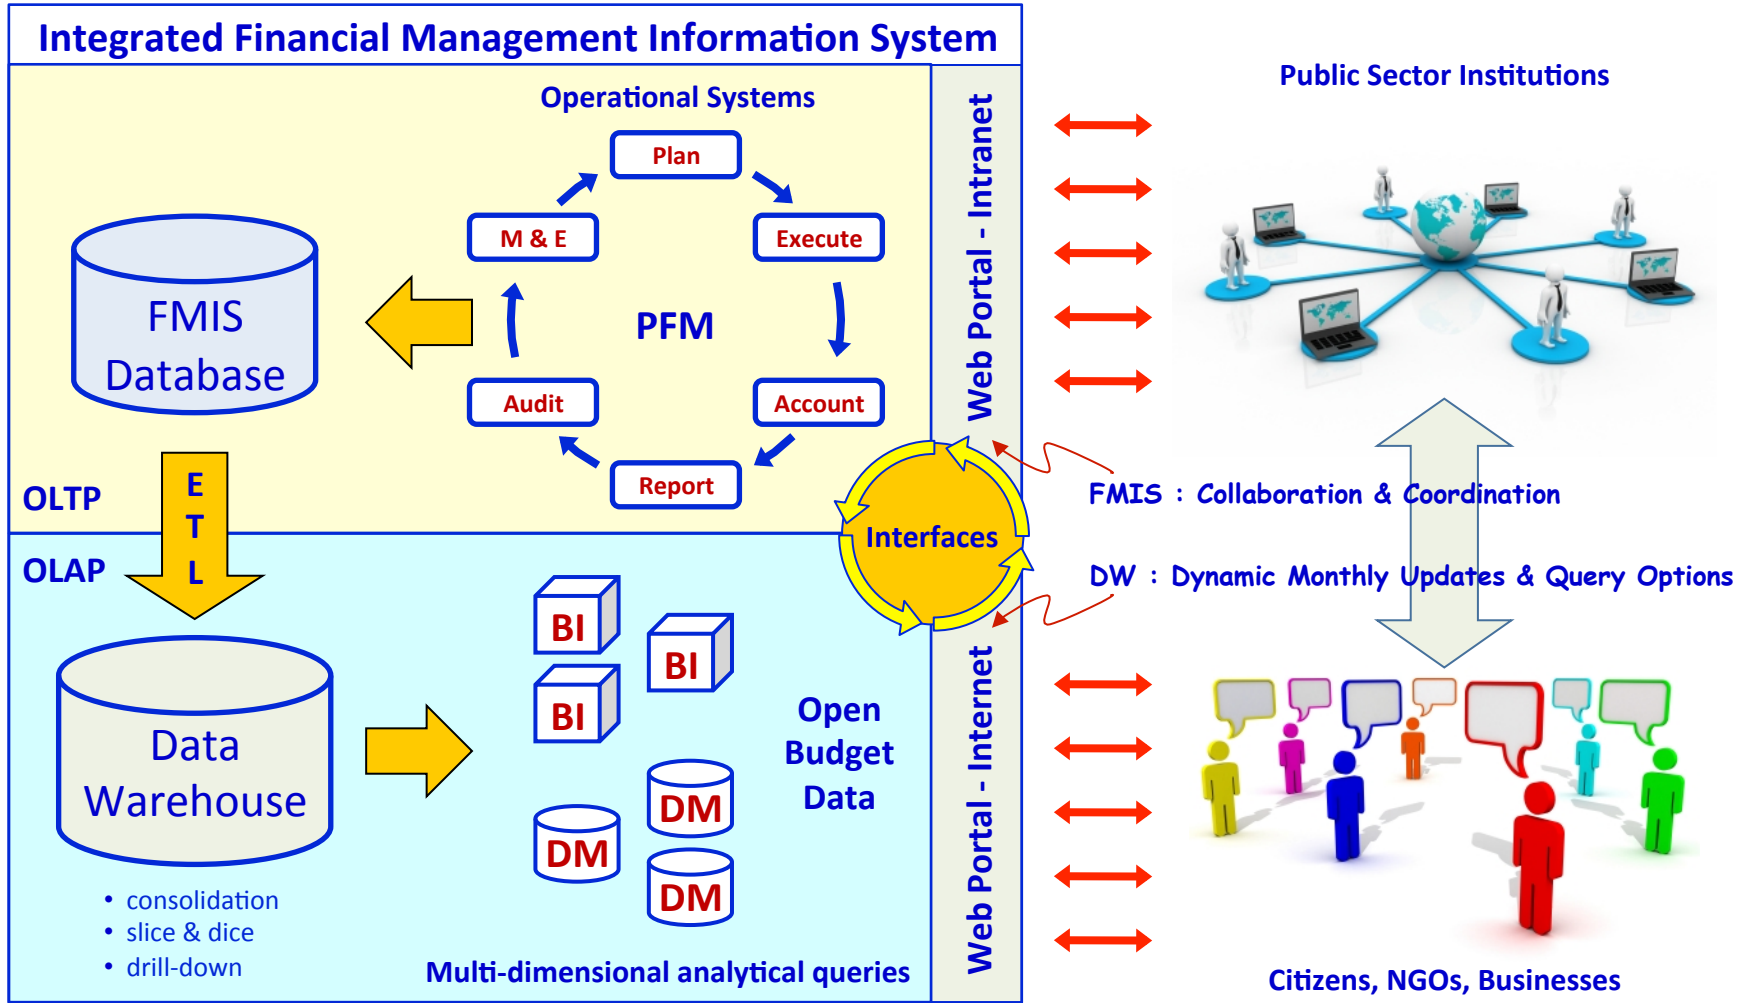 Integrated Financial Management Information System
Operational Systems
Plan
Execute
Account
Report
Audit
M & E
PFM
FMIS
Database
OLTP
E
T
L
OLAP
Data
Warehouse
• consolidation
• slice & dice
• drill-down
BI
BI
BI
DM
DM
DM
Open
Budget
Data
Multi-dimensional analytical queries
Interfaces
Web Portal - Intranet
Web Portal - Internet
Public Sector Institutions
FMIS : Collaboration & Coordination
DW : Dynamic Monthly Updates & Query Options
Citizens, NGOs, Businesses